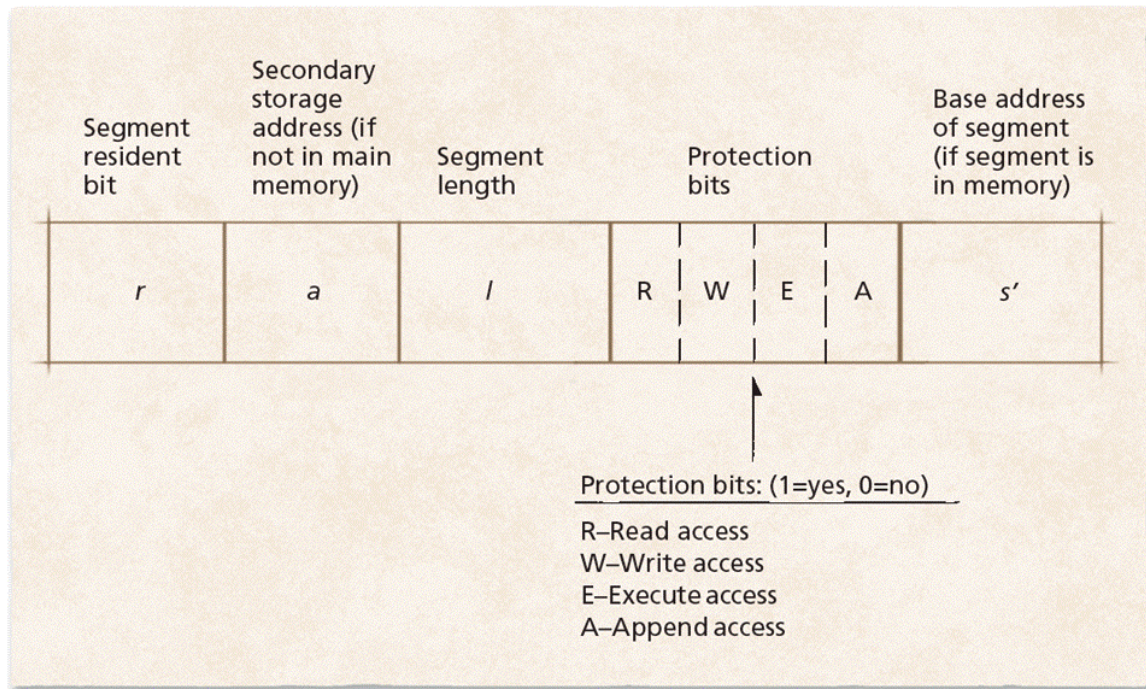 Segment
resident
bit
Secondary
storage
address (if
not in main
memory)
Segment
length
Protection
bits
Base address
of segment
(if segment is
in memory)
r
a
l
R
W
E
A
s′
Protection bits: (1=yes, 0=no)
R–Read access
W–Write access
E–Execute access
A–Append access